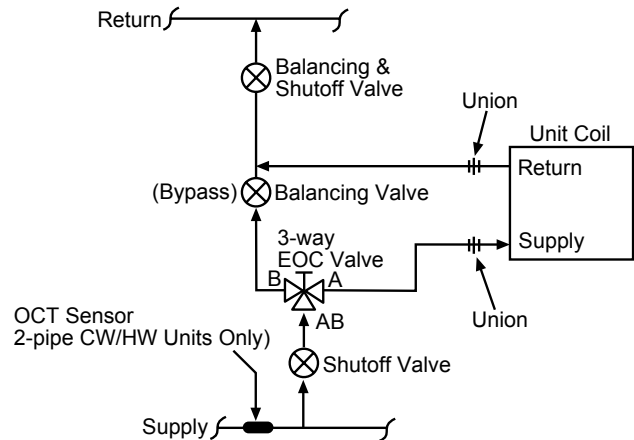 Return
Balancing &
Shutoff Valve
Union
Unit Coil
Return
(Bypass)
Balancing Valve
3-way
EOC Valve
Supply
B
A
OCT Sensor
2-pipe CW/HW Units Only)
AB
Union
Shutoff Valve
Supply